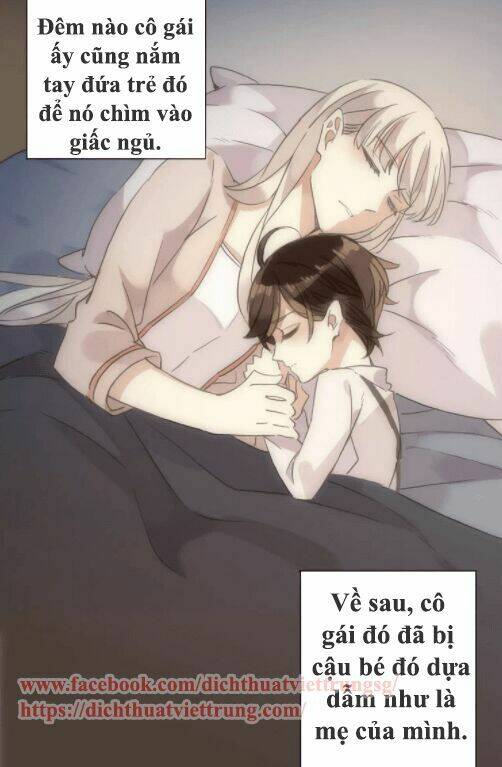 Đêm nào cô gái
ấy cũng nắm
tay đứa trẻ đó
để nó chìm vào
giấc ngủ.
Về sau, cô
gái đó đã bị
cậu bé đó dựa
dẫm như là
mẹ của mình.
www.facebook.com/dichthuatviettrungsg/
https://dichthuatviettrung.com/